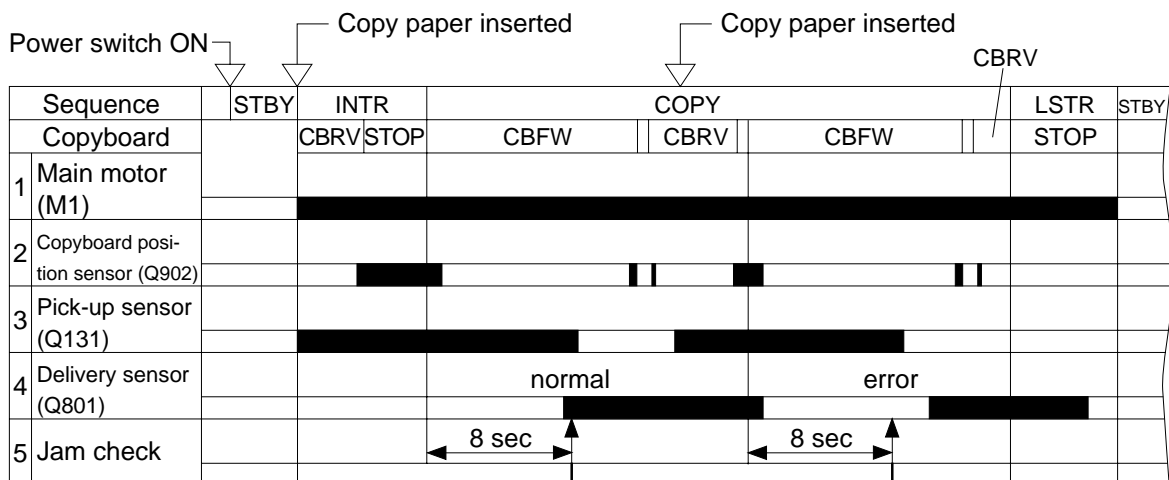 Copy paper inserted
Copy paper inserted
Power switch ON
CBRV
Sequence STBY INTR COPY LSTR STBY
Copyboard CBRV STOP CBFW CBRV CBFW STOP
1 Main motor
(M1)
2 Copyboard posi-
tion sensor (Q902)
3 Pick-up sensor
(Q131)
4 Delivery sensor normal error
(Q801)
5 Jam check 8 sec 8 sec